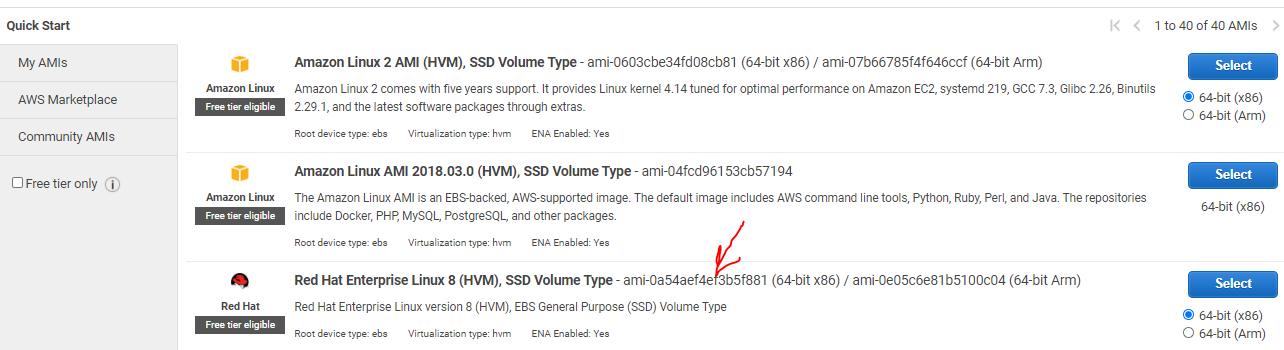 Quick Start
1 to 40 of 40 AMIs
My AMIs
AWS Marketplace
Community AMIs
Free tier only
Amazon Linux
Free tier eligible
Amazon Linux 2 AMI (HVM), SSD Volume Type - ami-0603cbe34fd08cb81 (64-bit x86) / ami-07b66785f4f646ccf (64-bit Arm)
Amazon Linux 2 comes with five years support. It provides Linux kernel 4.14 tuned for optimal performance on Amazon EC2, systemd 219, GCC 7.3, Glibc 2.26, Binutils
2.29.1, and the latest software packages through extras.
Root device type: ebs Virtualization type: hvm ENA Enabled: Yes
Select
64-bit (x86)
64-bit (Arm)
Amazon Linux
Free tier eligible
Amazon Linux AMI 2018.03.0 (HVM), SSD Volume Type - ami-04fcd96153cb57194
The Amazon Linux AMI is an EBS-backed, AWS-supported image. The default image includes AWS command line tools, Python, Ruby, Perl, and Java. The repositories
include Docker, PHP, MySQL, PostgreSQL, and other packages.
Root device type: ebs Virtualization type: hvm ENA Enabled: Yes
Select
64-bit (x86)
Red Hat
Free tier eligible
Red Hat Enterprise Linux 8 (HVM), SSD Volume Type - ami-0a54aef4ef3b5f881 (64-bit x86) / ami-0e05c6e81b5100c04 (64-bit Arm)
Red Hat Enterprise Linux version 8 (HVM), EBS General Purpose (SSD) Volume Type
Root device type: ebs Virtualization type: hvm ENA Enabled: Yes
Select
64-bit (x86)
64-bit (Arm)